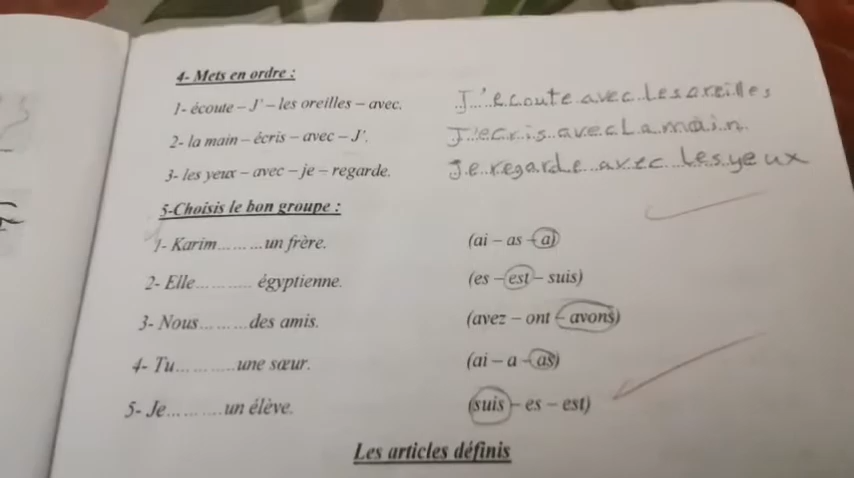 4- Mets en ordre :
1- écoute – J' – les oreilles – avec. J'ecoute avec Les areilles
2- la main – écris – avec – J'. J'ecris avec La main
3- les yeux – avec – je – regarde. Je regarde avec Les yeux
5-Choisis le bon groupe :
1- Karim.........un frère. (ai – as – a)
2- Elle............ égyptienne. (es – est – suis)
3- Nous..........des amis. (avez – ont – avons)
4- Tu............une sœur. (ai – a – as)
5- Je............un élève. (suis – es – est)
Les articles définis